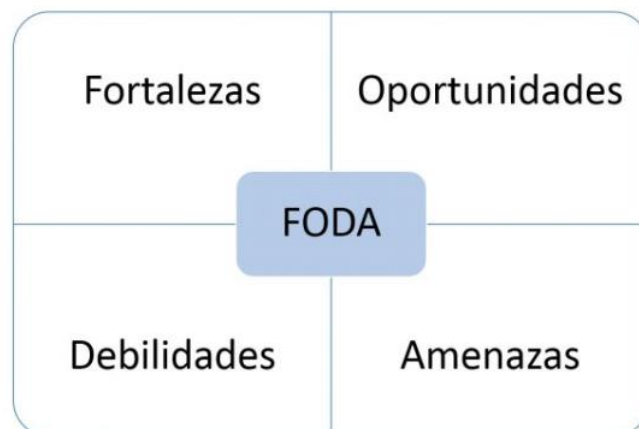 Fortalezas
Oportunidades
FODA
Debilidades
Amenazas